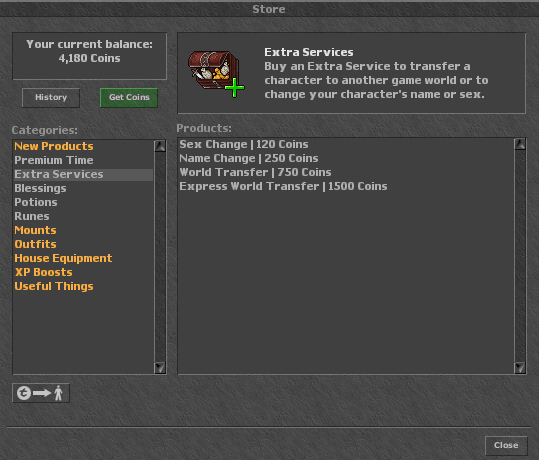 Store
Your current balance:
4,180 Coins
History
Get Coins
Extra Services
Buy an Extra Service to transfer a
character to another game world or to
change your character's name or sex.
Categories:
New Products
Premium Time
Extra Services
Blessings
Potions
Runes
Mounts
Outfits
House Equipment
XP Boosts
Useful Things
Products:
Sex Change | 120 Coins
Name Change | 250 Coins
World Transfer | 750 Coins
Express World Transfer | 1500 Coins
Close